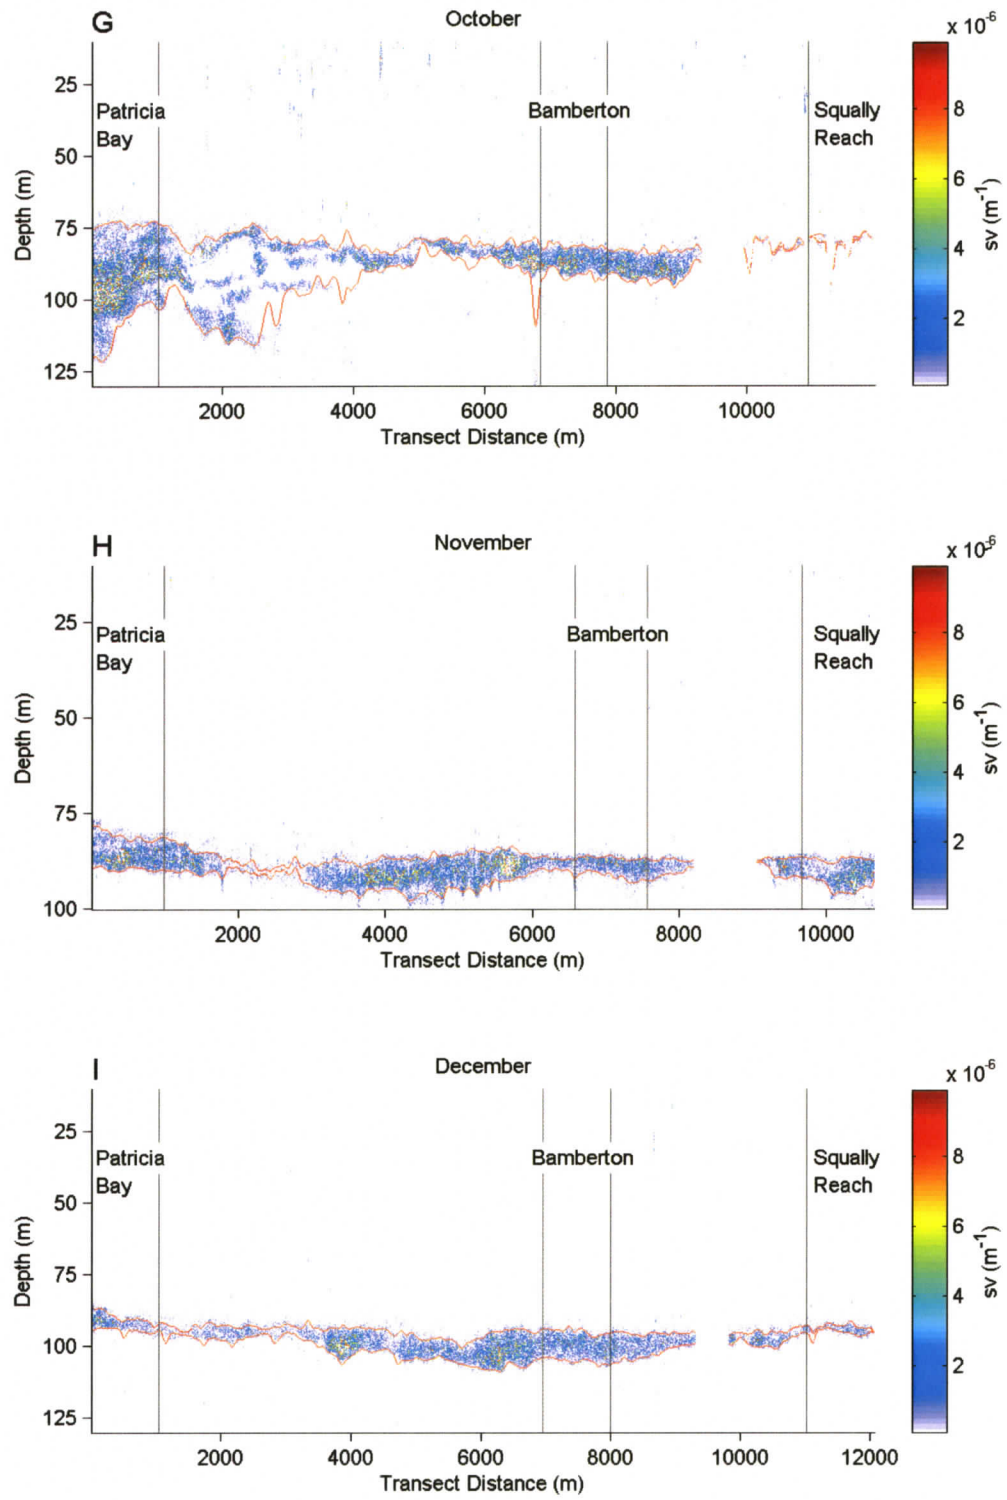 G
October
x 10-6
25
50
75
100
125
Depth (m)
Patricia
Bay
Bamberton
Squally
Reach
8
6
4
2
sv (m-1)
2000
4000
6000
8000
10000
Transect Distance (m)
H
November
25
50
75
100
Depth (m)
Patricia
Bay
Bamberton
Squally
Reach
8
6
4
2
sv (m-1)
2000
4000
6000
8000
10000
Transect Distance (m)
I
December
x 10-6
25
50
75
100
125
Depth (m)
Patricia
Bay
Bamberton
Squally
Reach
8
6
4
2
sv (m-1)
2000
4000
6000
8000
10000
12000
Transect Distance (m)